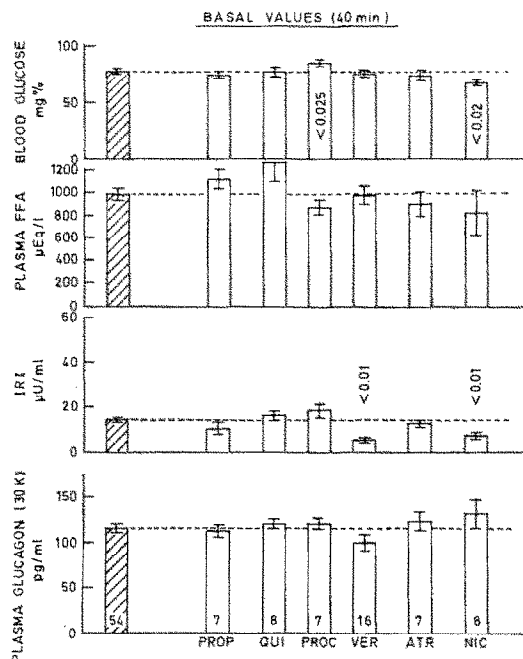 BASAL VALUES (40 min)
BLOOD GLUCOSE
mg%
100
50
0
<0.025
<0.02
PLASMA FFA
µEq/l
1200
1000
800
600
400
200
0
IRI
µU/ml
60
40
20
0
<0.01
<0.01
PLASMA GLUCAGON (30K)
pg/ml
150
100
50
0
54 7 8 7 16 7 8
PROP QUI PROC VER ATR NIC